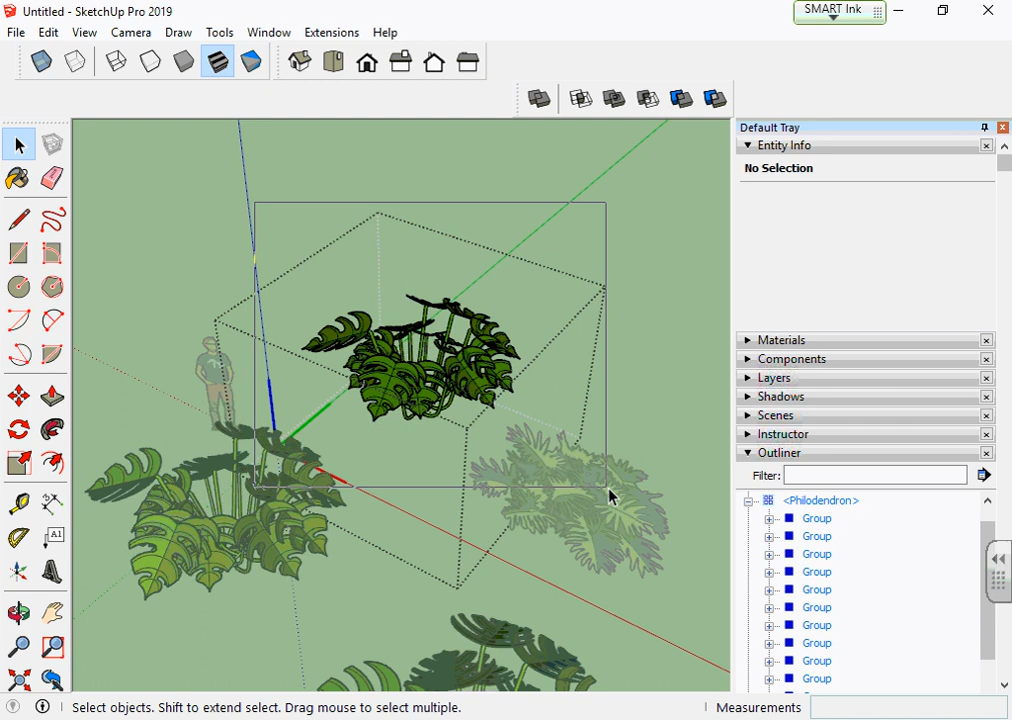 Untitled - SketchUp Pro 2019
SMART Ink
File Edit View Camera Draw Tools Window Extensions Help
Default Tray
Entity Info
No Selection
Materials
Components
Layers
Shadows
Scenes
Instructor
Outliner
Filter:
<Philodendron>
Group
Group
Group
Group
Group
Group
Group
Group
Group
Group
A1
Select objects. Shift to extend select. Drag mouse to select multiple.
Measurements